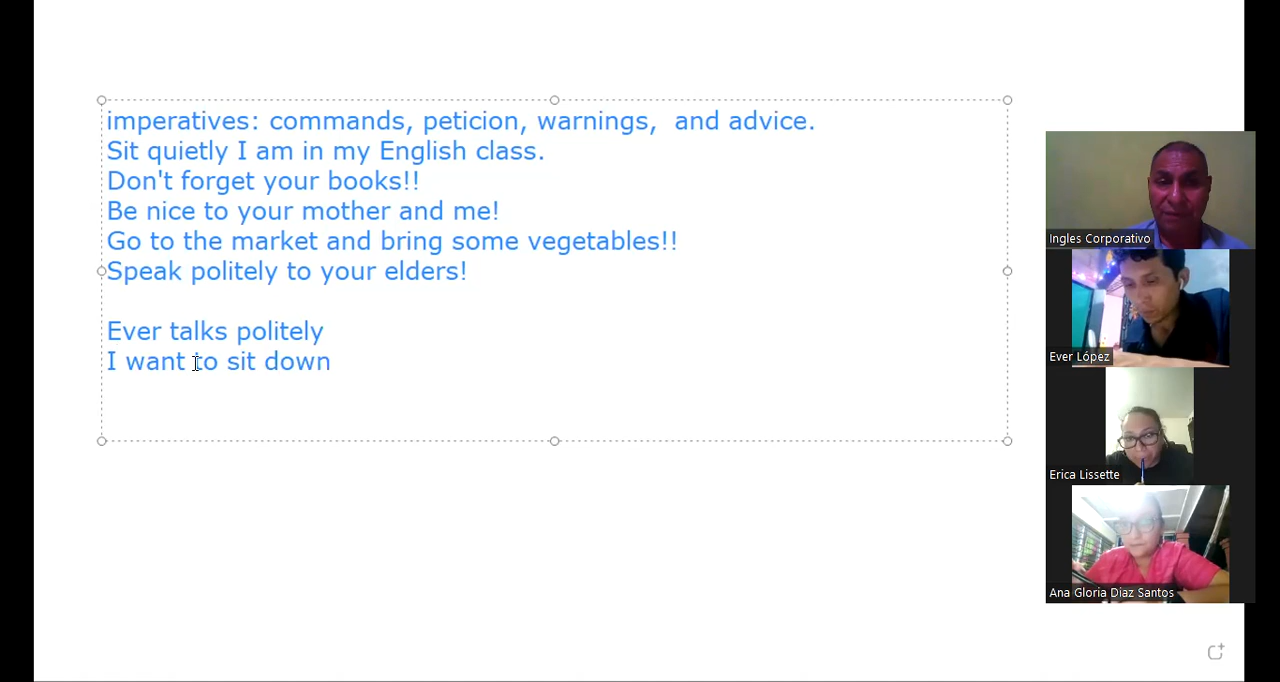 imperatives: commands, peticion, warnings,  and advice.
Sit quietly I am in my English class.
Don't forget your books!!
Be nice to your mother and me!
Go to the market and bring some vegetables!!
Speak politely to your elders!
Ever talks politely
I want to sit down
Ingles Corporativo
Ever López
Erica Lissette
Ana Gloria Diaz Santos